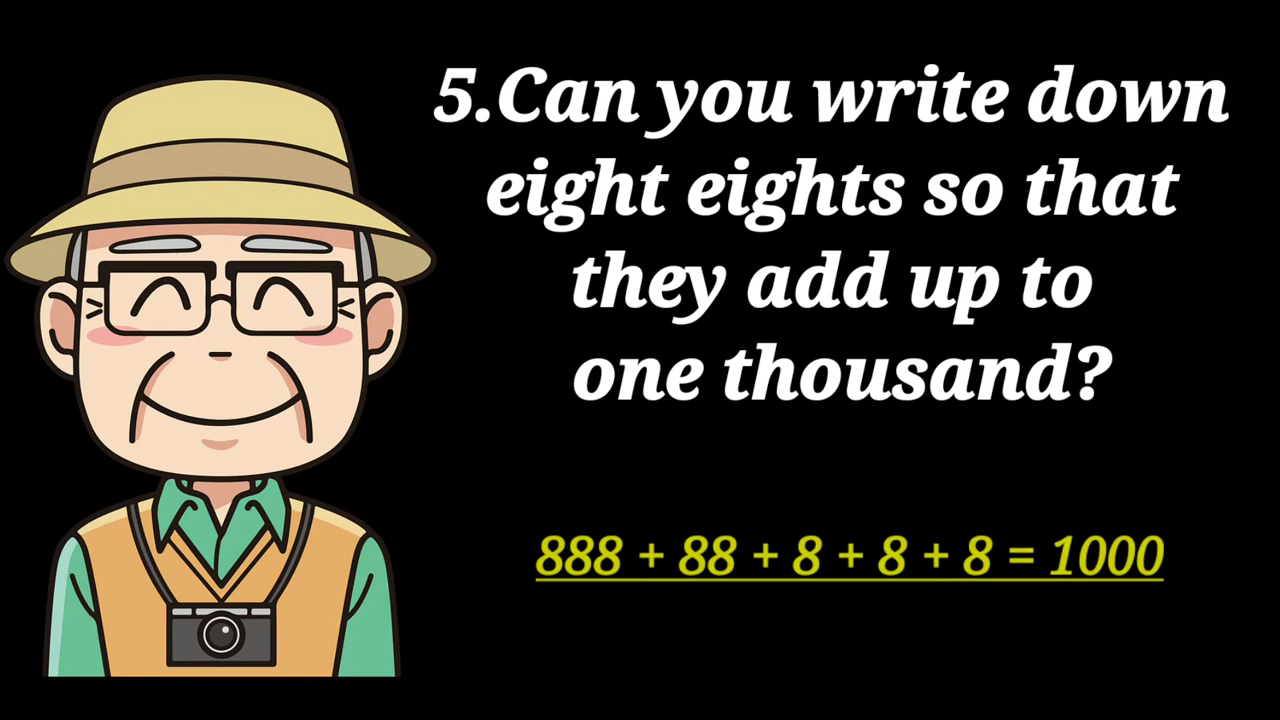 5.Can you write down
eight eights so that
they add up to
one thousand?
888 + 88 + 8 + 8 + 8 = 1000